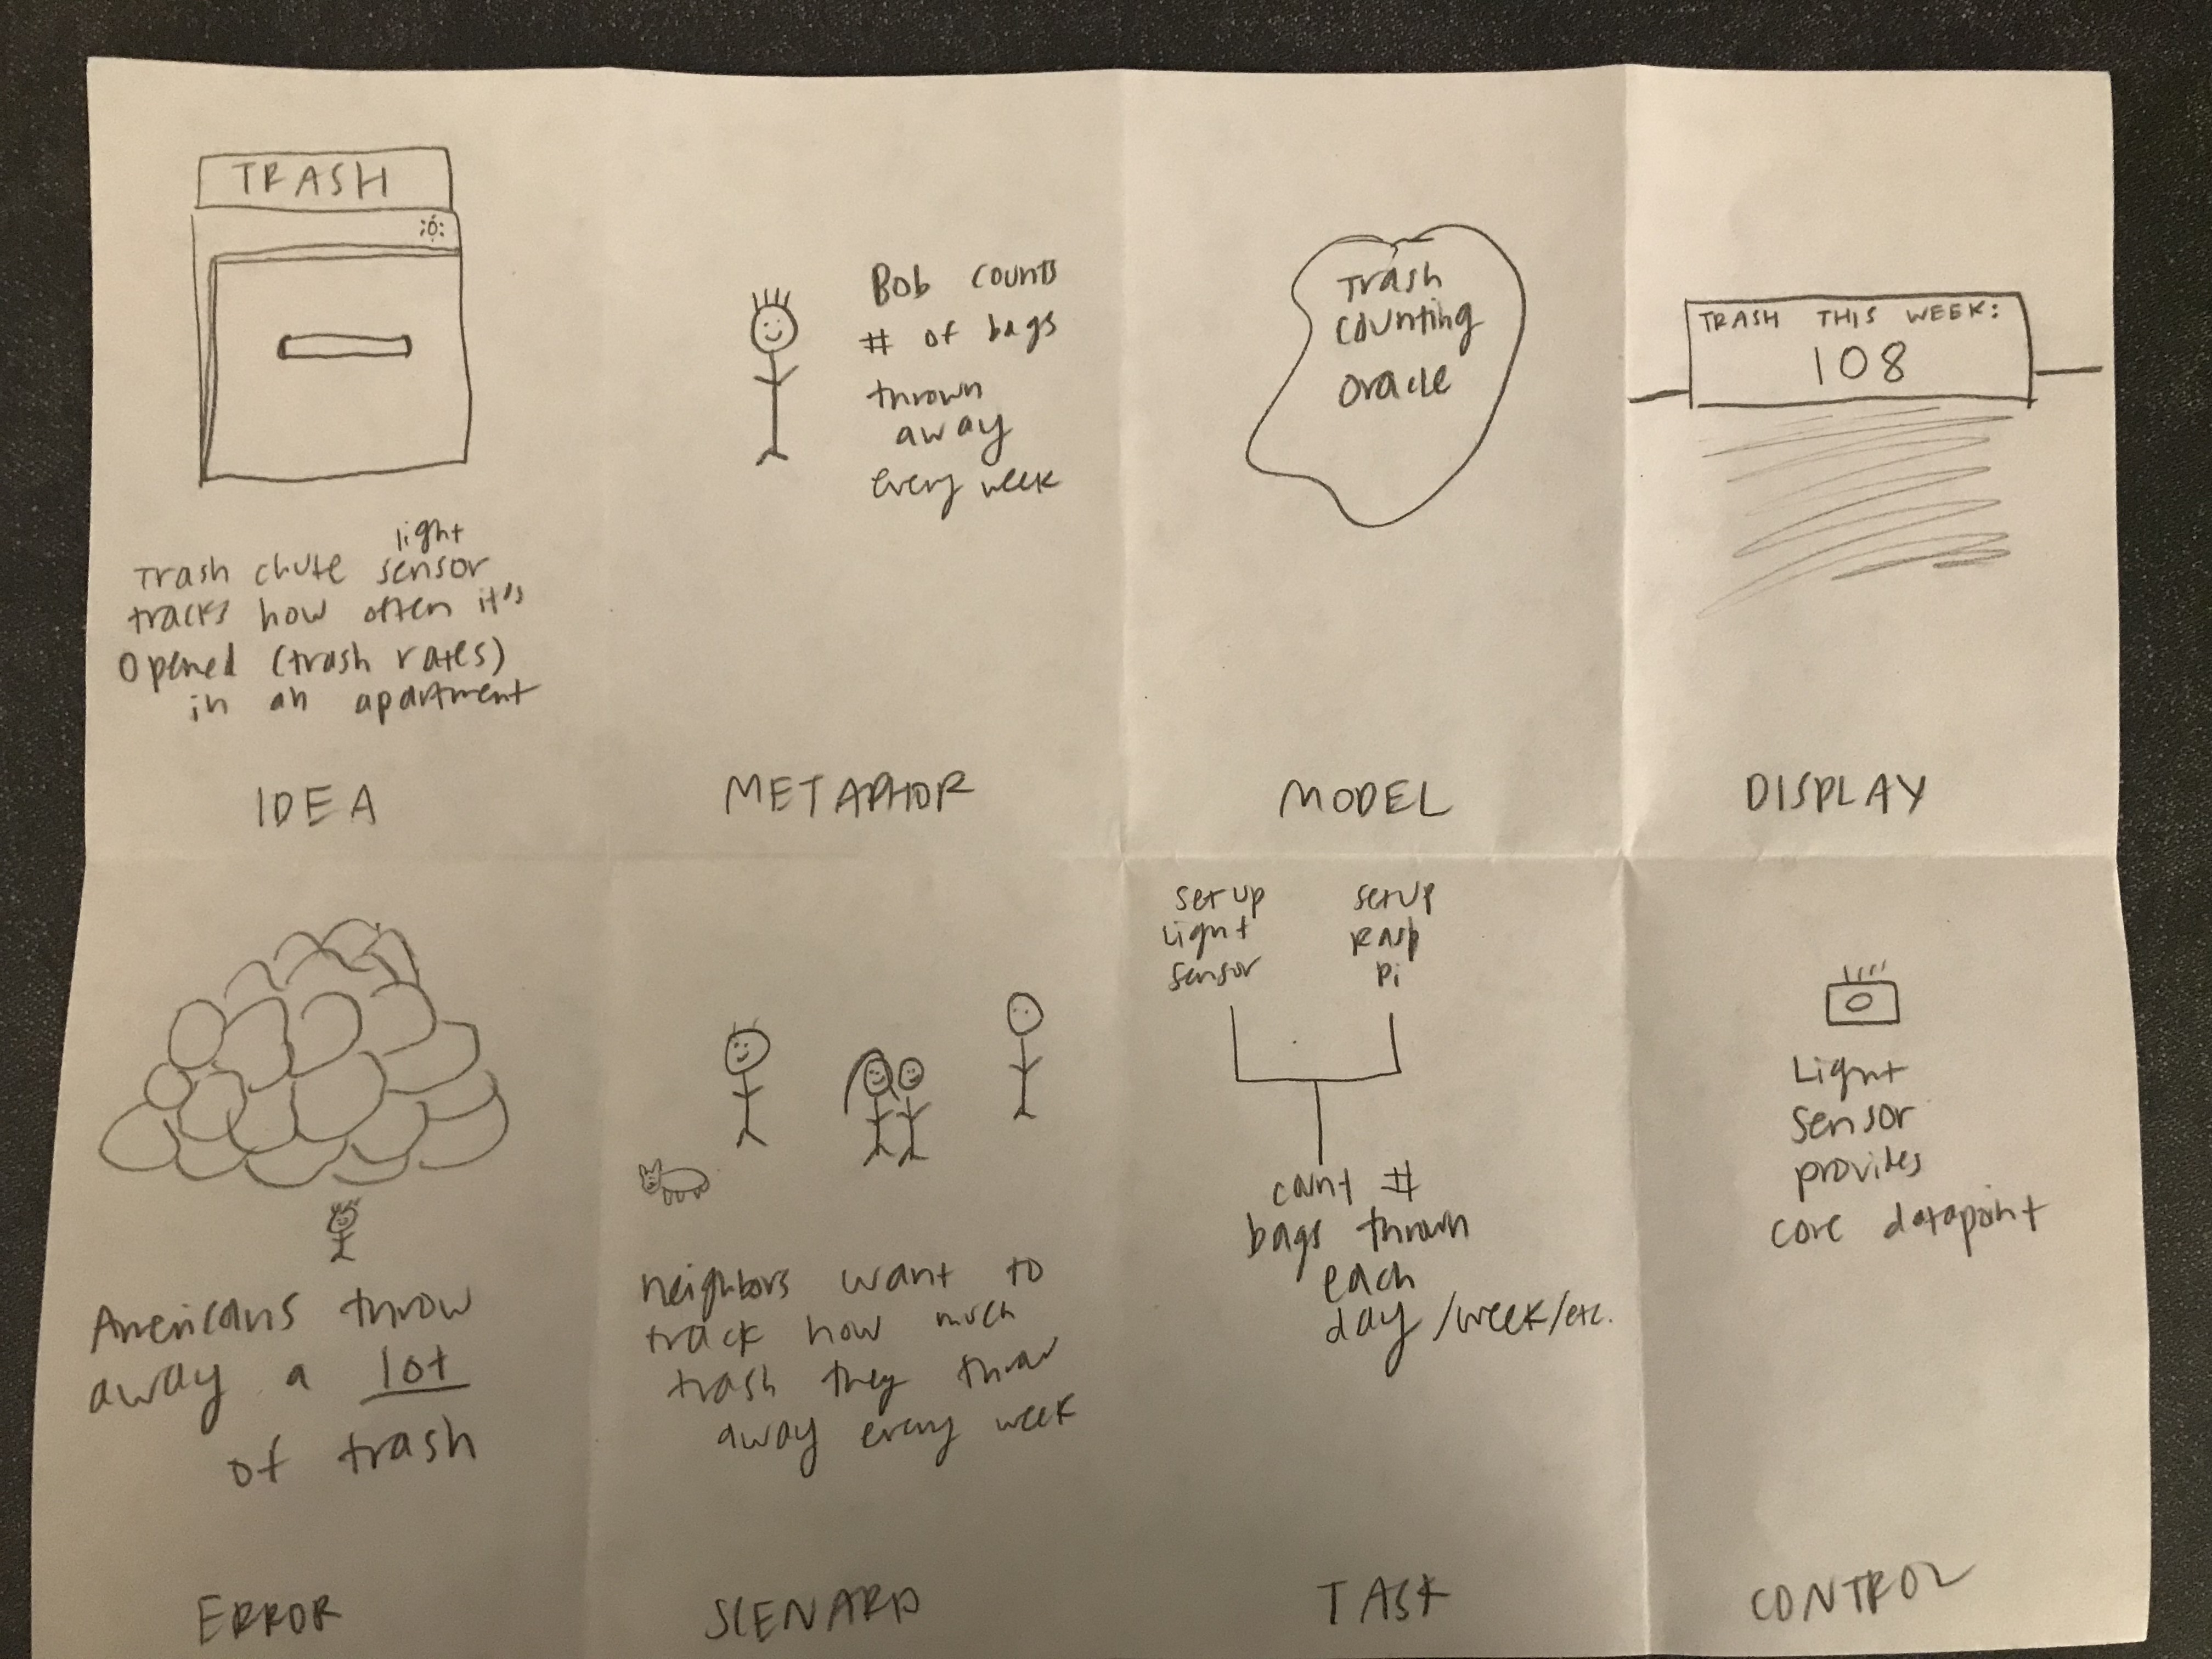 TRASH
Trash chute light sensor
tracks how often it's
opened (trash rates)
in an apartment
IDEA
Bob counts
# of bags
thrown
away
every week
METAPHOR
Trash
counting
oracle
MODEL
TRASH THIS WEEK:
108
DISPLAY
Americans throw
away a lot
of trash
ERROR
neighbors want to
track how much
trash they throw
away every week
SCENARIO
set up
light
sensor
setup
rasp
pi
count #
bags thrown
each
day/week/etc.
TASK
Light
sensor
provides
core datapoint
CONTROL